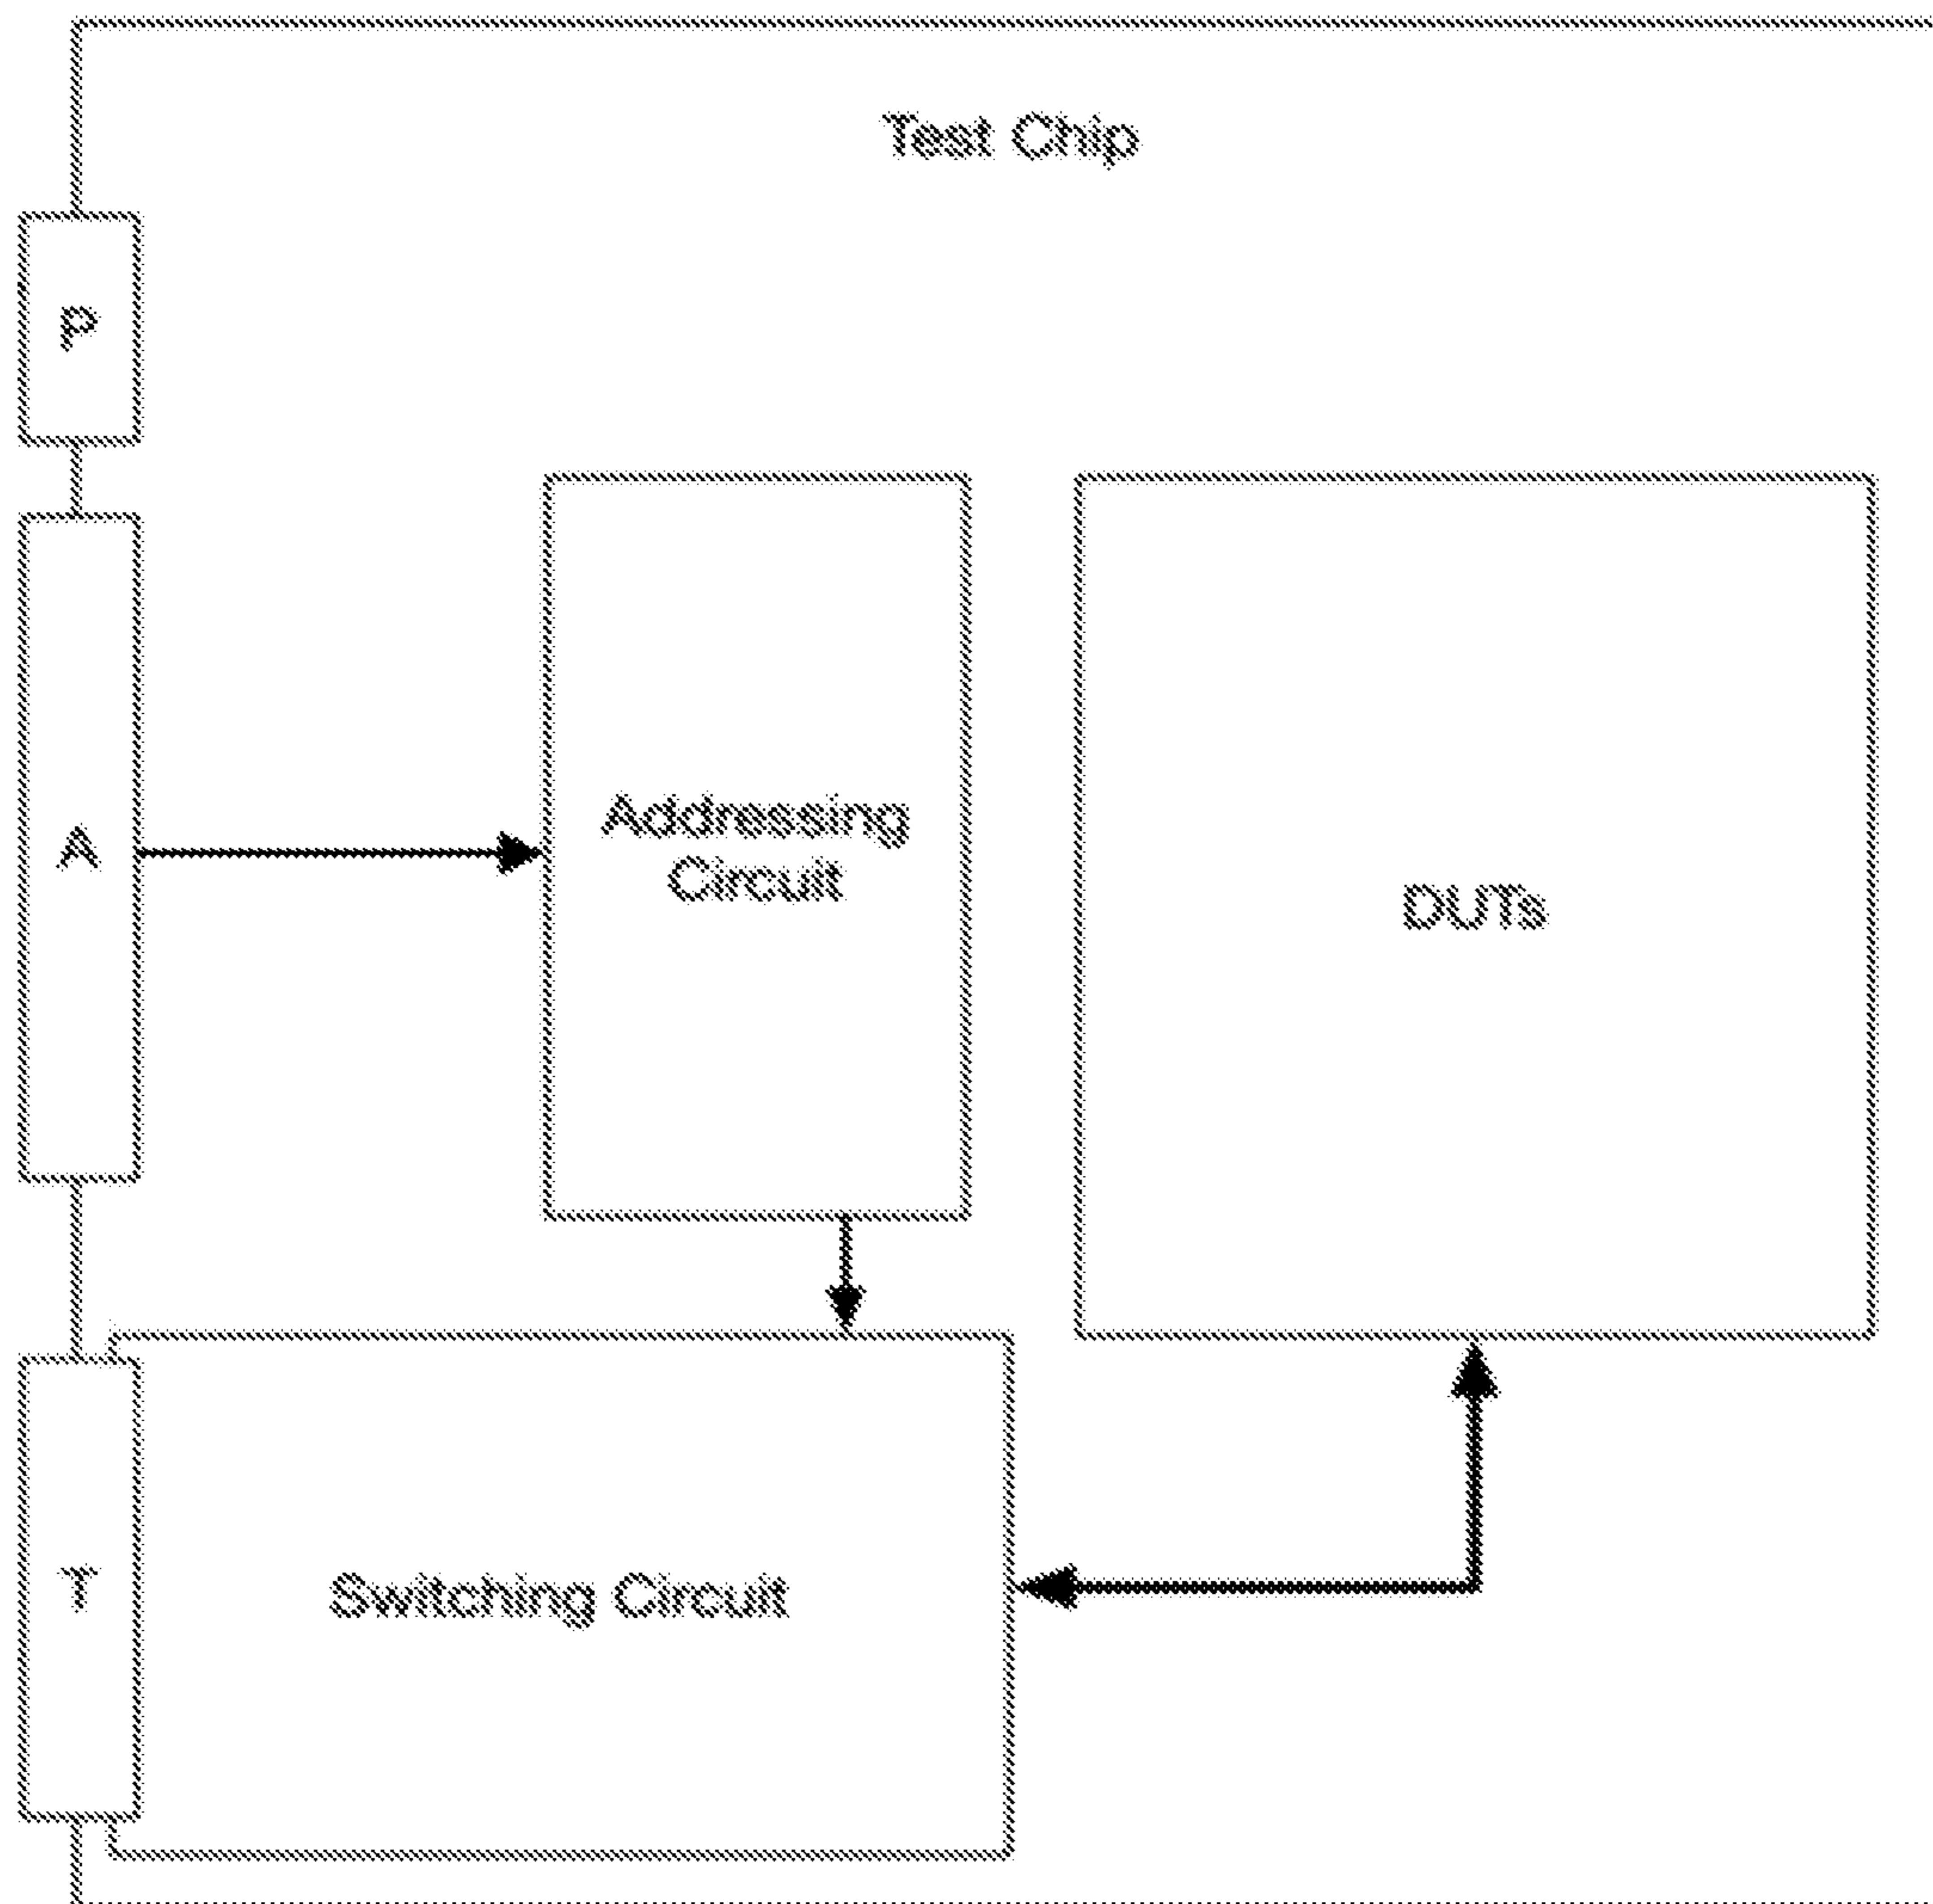 Test Chip
P
A
Addressing
Circuit
DUTs
T
Switching Circuit